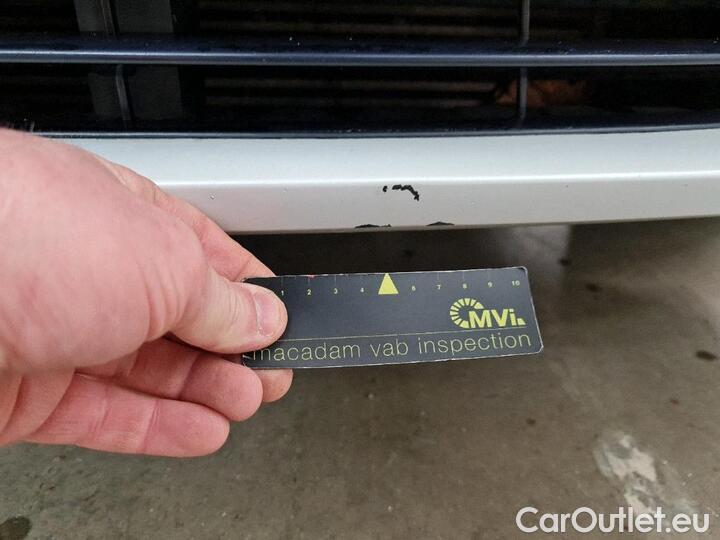 1 2 3 4 6 7 8 9 10
MVi
macadam vab inspection
CarOutlet.eu